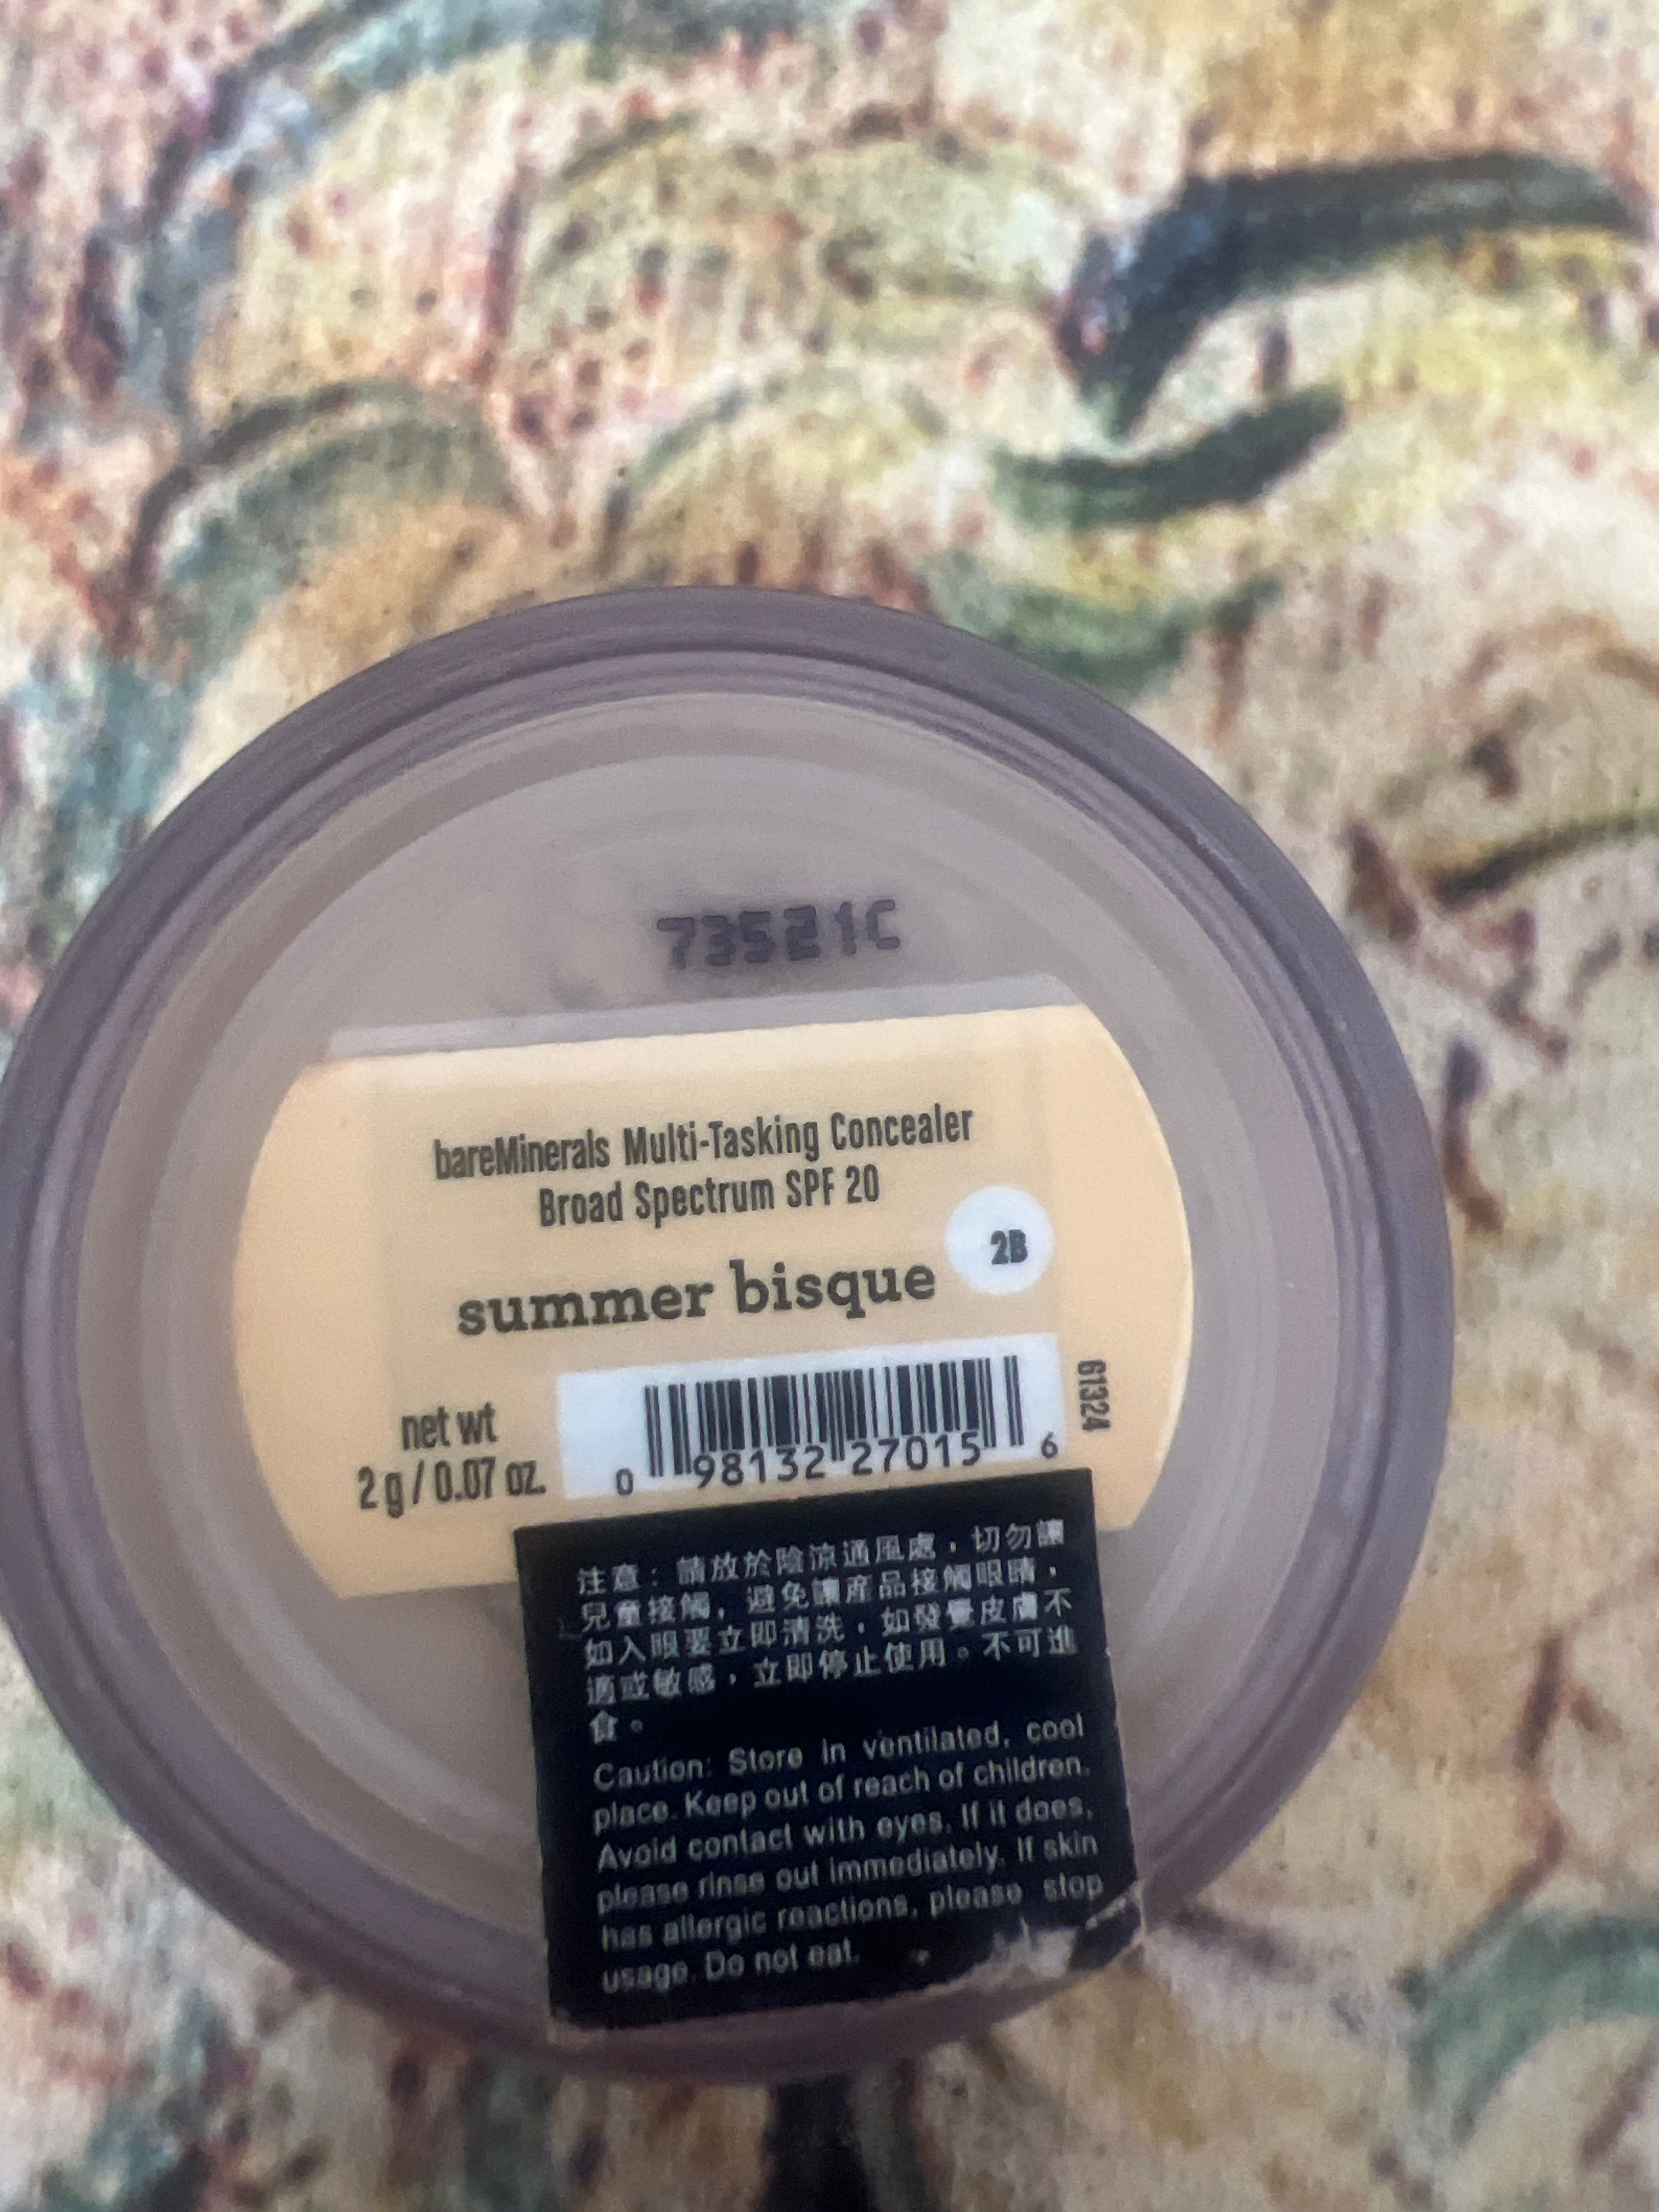 73521C
bareMinerals Multi-Tasking Concealer
Broad Spectrum SPF 20
summer bisque
2B
net wt
2 g / 0.07 oz.
0 98132 27015 6
61324
注意：請放於陰涼通風處，切勿讓
兒童接觸，避免讓產品接觸眼睛，
如入眼要立即清洗，如發覺皮膚不
適或敏感，立即停止使用。不可進
食。
Caution: Store in ventilated, cool
place. Keep out of reach of children.
Avoid contact with eyes. If it does,
please rinse out immediately. If skin
has allergic reactions, please stop
usage. Do not eat.